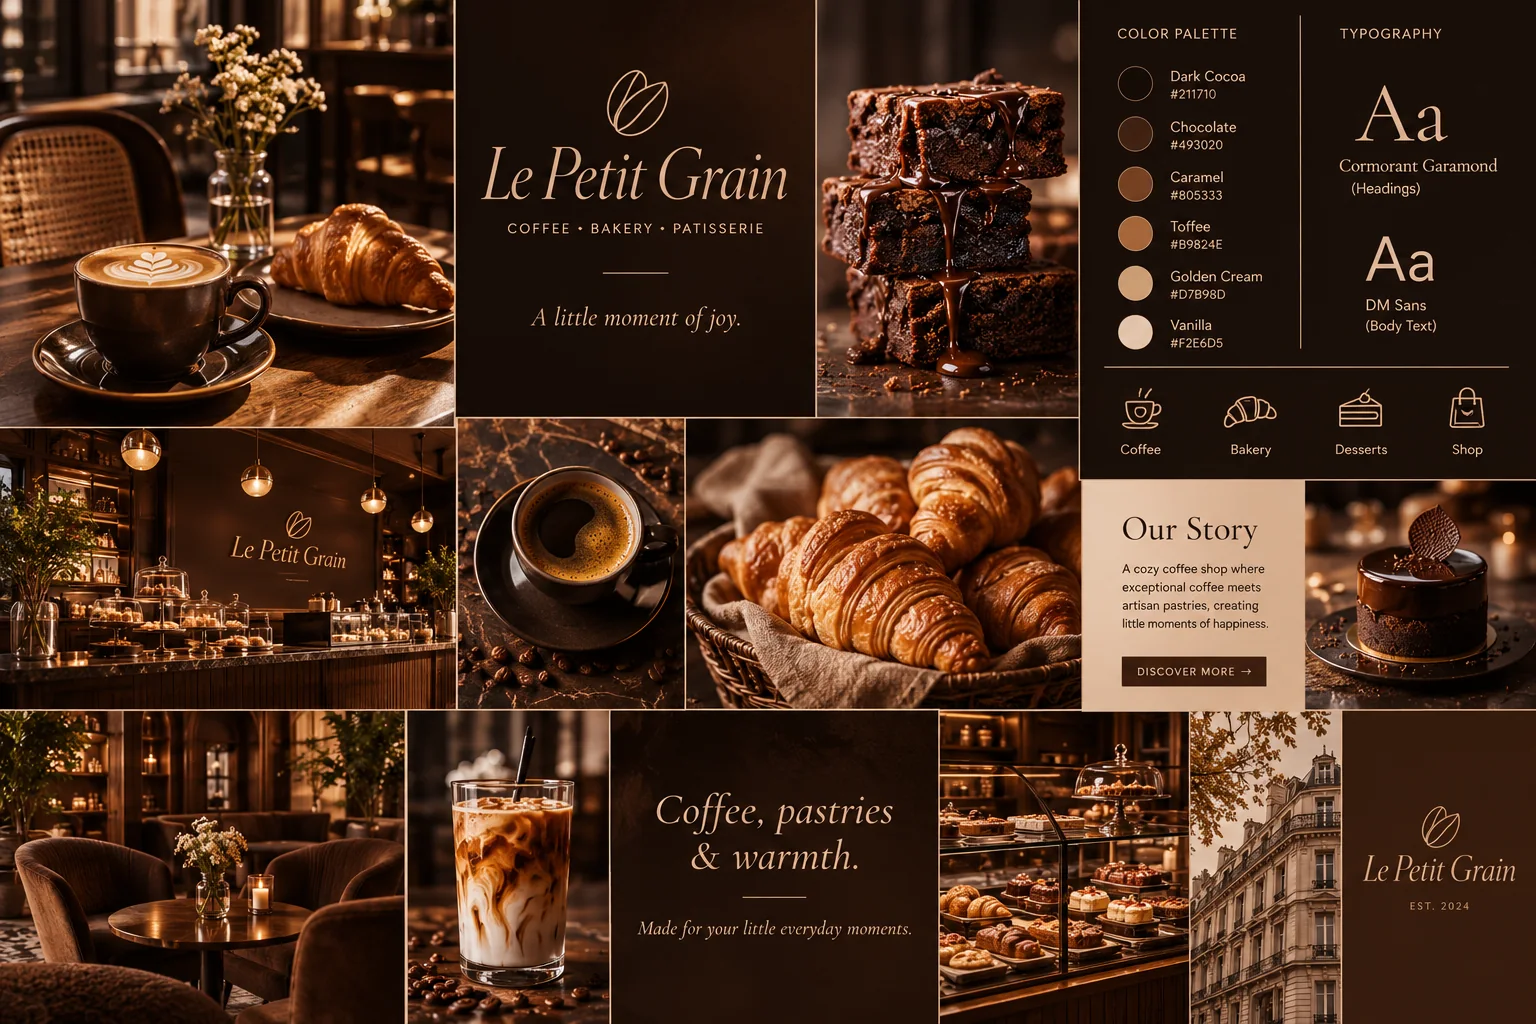 Le Petit Grain
COFFEE • BAKERY • PATISSERIE
A little moment of joy.
COLOR PALETTE
Dark Cocoa
#211710
Chocolate
#493020
Caramel
#805333
Toffee
#B9824E
Golden Cream
#D7B98D
Vanilla
#F2E6D5
TYPOGRAPHY
Aa
Cormorant Garamond
(Headings)
Aa
DM Sans
(Body Text)
Coffee
Bakery
Desserts
Shop
Le Petit Grain
Our Story
A cozy coffee shop where
exceptional coffee meets
artisan pastries, creating
little moments of happiness.
DISCOVER MORE →
Coffee, pastries
& warmth.
Made for your little everyday moments.
Le Petit Grain
EST. 2024